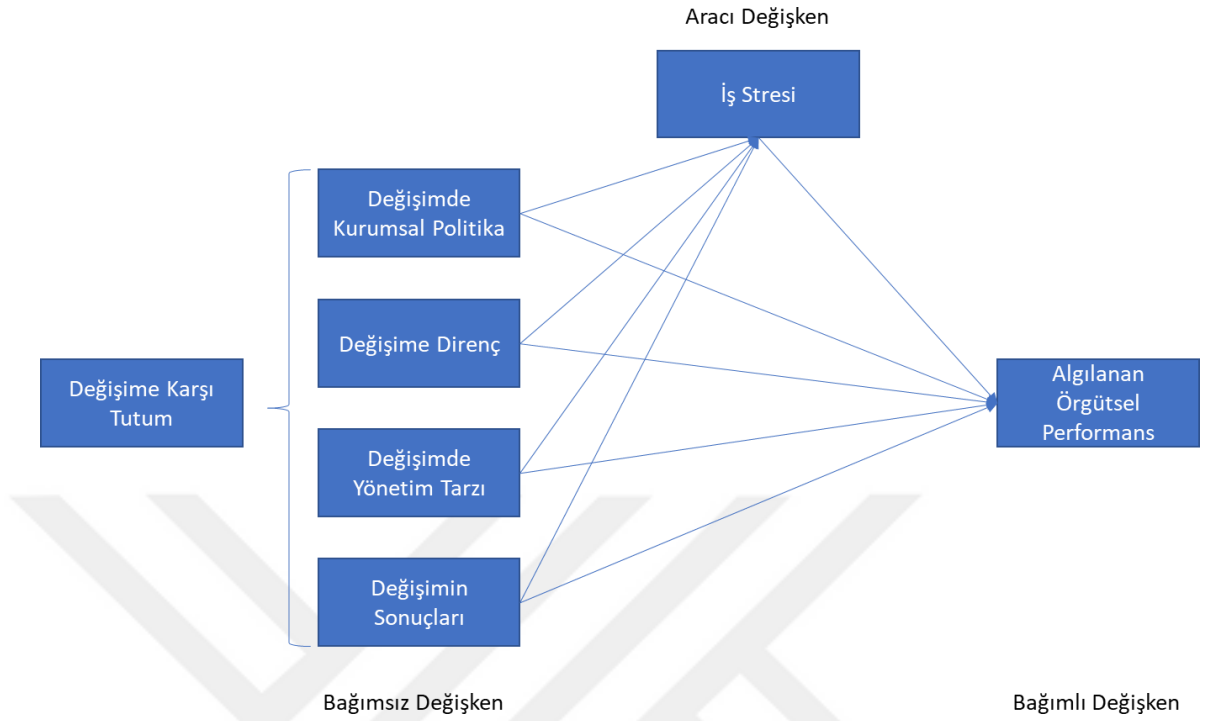 Aracı Değişken
İş Stresi
Değişimde
Kurumsal Politika
Değişime Direnç
Değişime Karşı
Tutum
Algılanan
Örgütsel
Performans
Değişimde
Yönetim Tarzı
Değişimin
Sonuçları
Bağımsız Değişken
Bağımlı Değişken